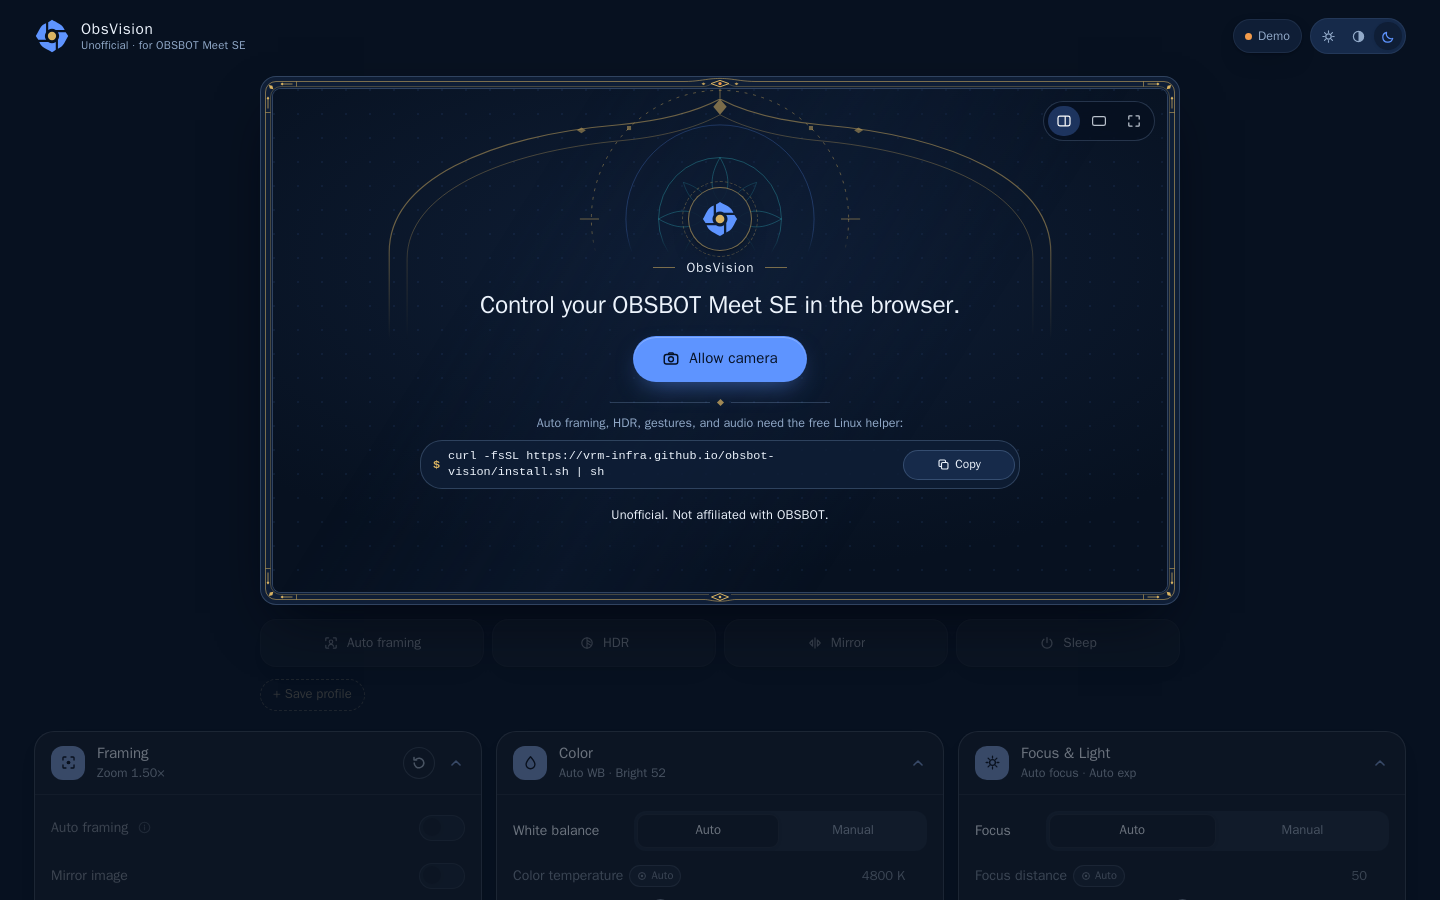 ObsVision
Unofficial · for OBSBOT Meet SE
Demo
ObsVision
Control your OBSBOT Meet SE in the browser.
Allow camera
Auto framing, HDR, gestures, and audio need the free Linux helper:
$ curl -fsSL https://vrm-infra.github.io/obsbot-
vision/install.sh | sh
Copy
Unofficial. Not affiliated with OBSBOT.
Auto framing
HDR
Mirror
Sleep
+ Save profile
Framing
Zoom 1.50×
Color
Auto WB · Bright 52
Focus & Light
Auto focus · Auto exp
Auto framing
White balance
Auto
Manual
Focus
Auto
Manual
Mirror image
Color temperature
Auto
4800 K
Focus distance
Auto
50